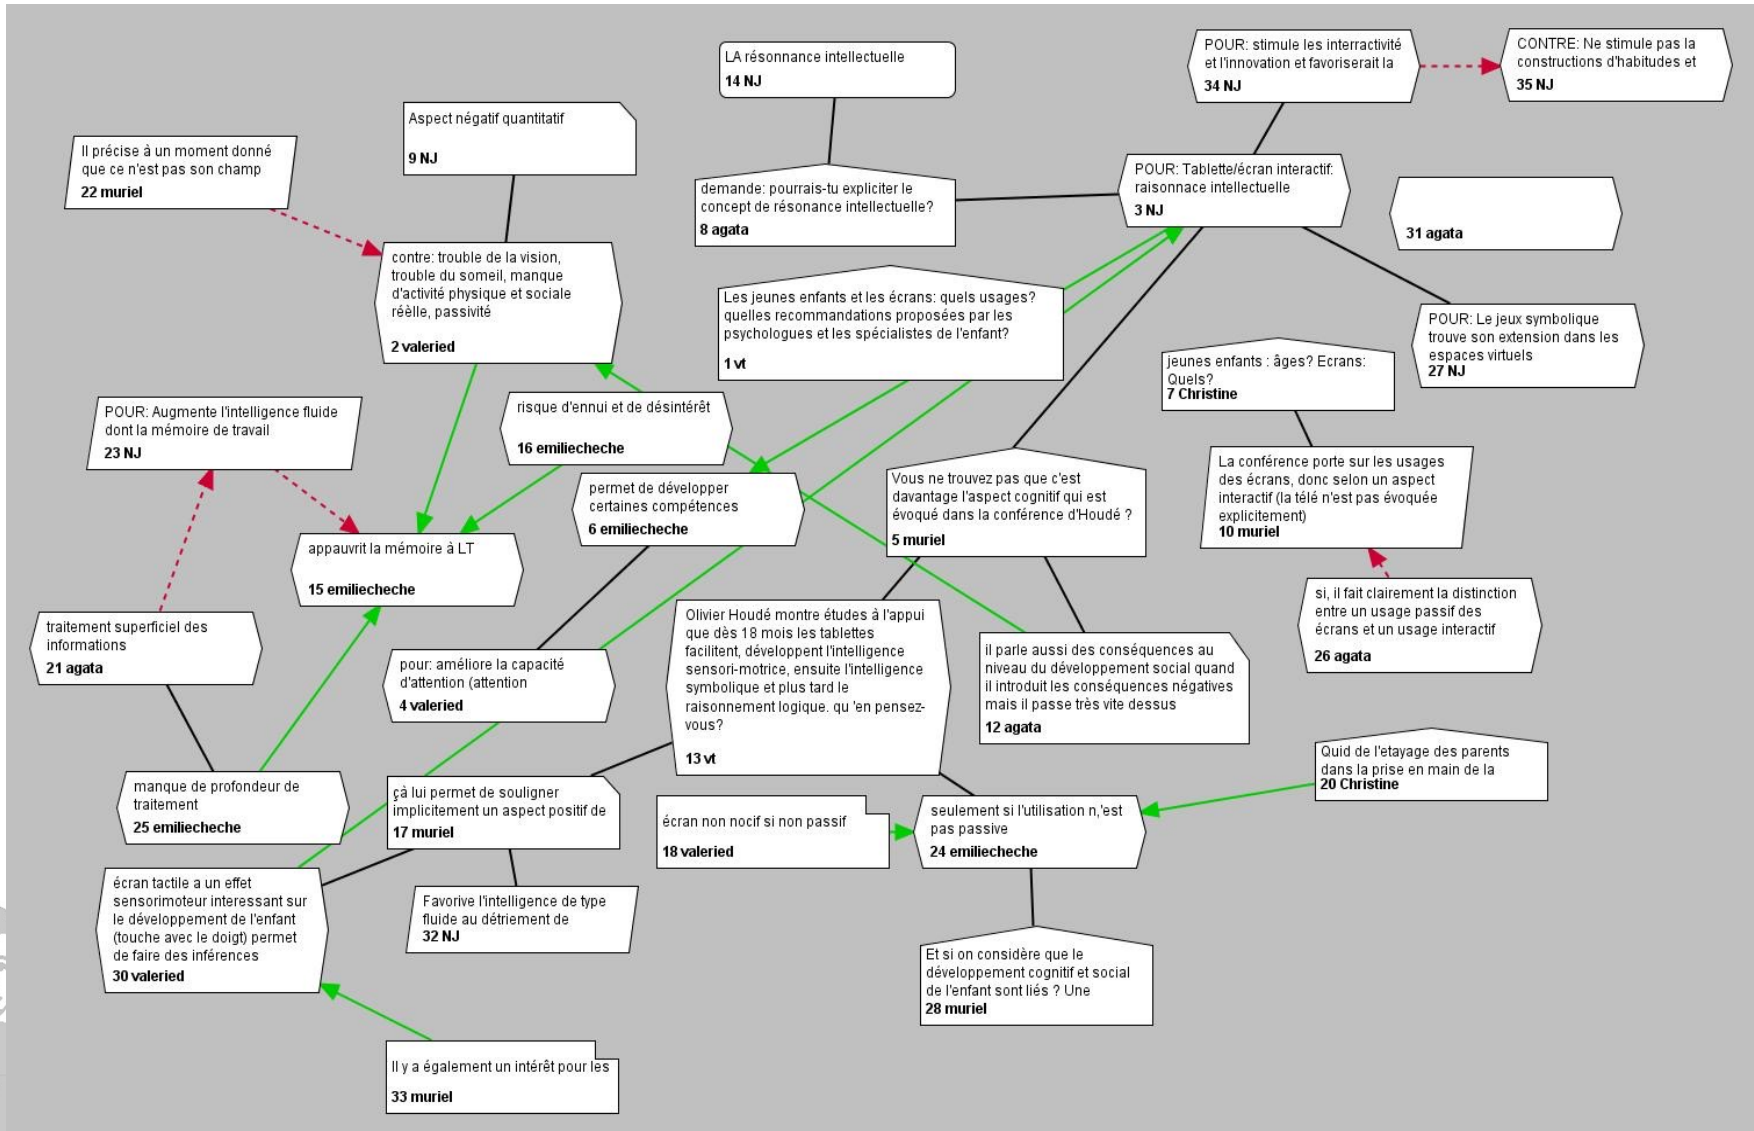 LA résonnance intellectuelle
14 NJ
POUR: stimule les interractivité
et l'innovation et favoriserait la
34 NJ
CONTRE: Ne stimule pas la
constructions d'habitudes et
35 NJ
Aspect négatif quantitatif
9 NJ
Il précise à un moment donné
que ce n'est pas son champ
22 muriel
demande: pourrais-tu expliciter le
concept de résonance intellectuelle?
8 agata
POUR: Tablette/écran interactif:
raisonnace intellectuelle
3 NJ
31 agata
contre: trouble de la vision,
trouble du someil, manque
d'activité physique et sociale
réèlle, passivité
2 valeried
Les jeunes enfants et les écrans: quels usages?
quelles recommandations proposées par les
psychologues et les spécialistes de l'enfant?
1 vt
POUR: Le jeux symbolique
trouve son extension dans les
espaces virtuels
27 NJ
jeunes enfants : âges? Ecrans:
Quels?
7 Christine
POUR: Augmente l'intelligence fluide
dont la mémoire de travail
23 NJ
risque d'ennui et de désintérêt
16 emiliecheche
permet de développer
certaines compétences
6 emiliecheche
Vous ne trouvez pas que c'est
davantage l'aspect cognitif qui est
évoqué dans la conférence d'Houdé ?
5 muriel
La conférence porte sur les usages
des écrans, donc selon un aspect
interactif (la télé n'est pas évoquée
explicitement)
10 muriel
appauvrit la mémoire à LT
15 emiliecheche
si, il fait clairement la distinction
entre un usage passif des
écrans et un usage interactif
26 agata
traitement superficiel des
informations
21 agata
pour: améliore la capacité
d'attention (attention
4 valeried
Olivier Houdé montre études à l'appui
que dès 18 mois les tablettes
facilitent, développent l'intelligence
sensori-motrice, ensuite l'intelligence
symbolique et plus tard le
raisonnement logique. qu 'en pensez-
vous?
13 vt
il parle aussi des conséquences au
niveau du développement social quand
il introduit les conséquences négatives
mais il passe très vite dessus
12 agata
Quid de l'etayage des parents
dans la prise en main de la
20 Christine
manque de profondeur de
traitement
25 emiliecheche
çà lui permet de souligner
implicitement un aspect positif de
17 muriel
écran non nocif si non passif
18 valeried
seulement si l'utilisation n,'est
pas passive
24 emiliecheche
écran tactile a un effet
sensorimoteur interessant sur
le dévelopement de l'enfant
(touche avec le doigt) permet
de faire des inférences
30 valeried
Favorive l'intelligence de type
fluide au détriement de
32 NJ
Et si on considère que le
développement cognitif et social
de l'enfant sont liés ? Une
28 muriel
Il y a également un intérêt pour les
33 muriel